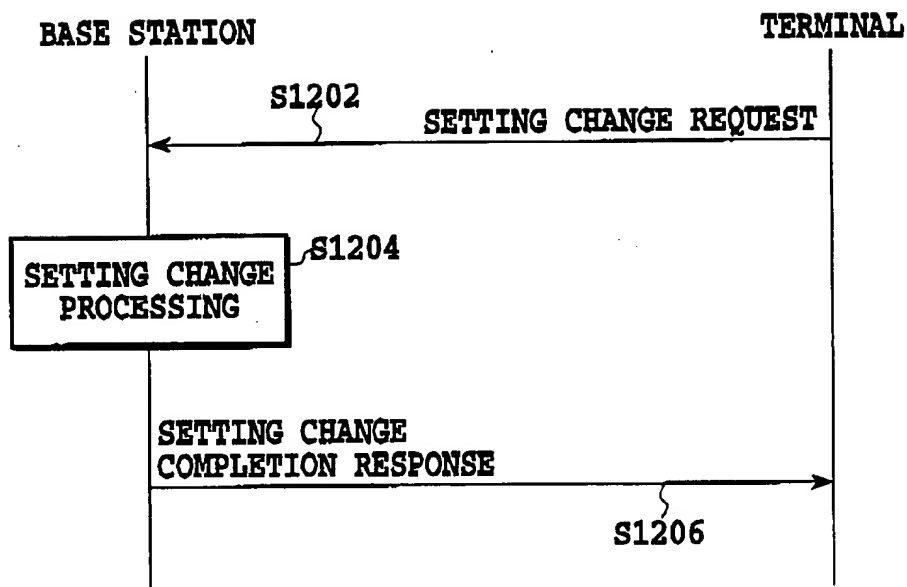 BASE STATION
TERMINAL
S1202
SETTING CHANGE REQUEST
S1204
SETTING CHANGE
PROCESSING
SETTING CHANGE
COMPLETION RESPONSE
S1206